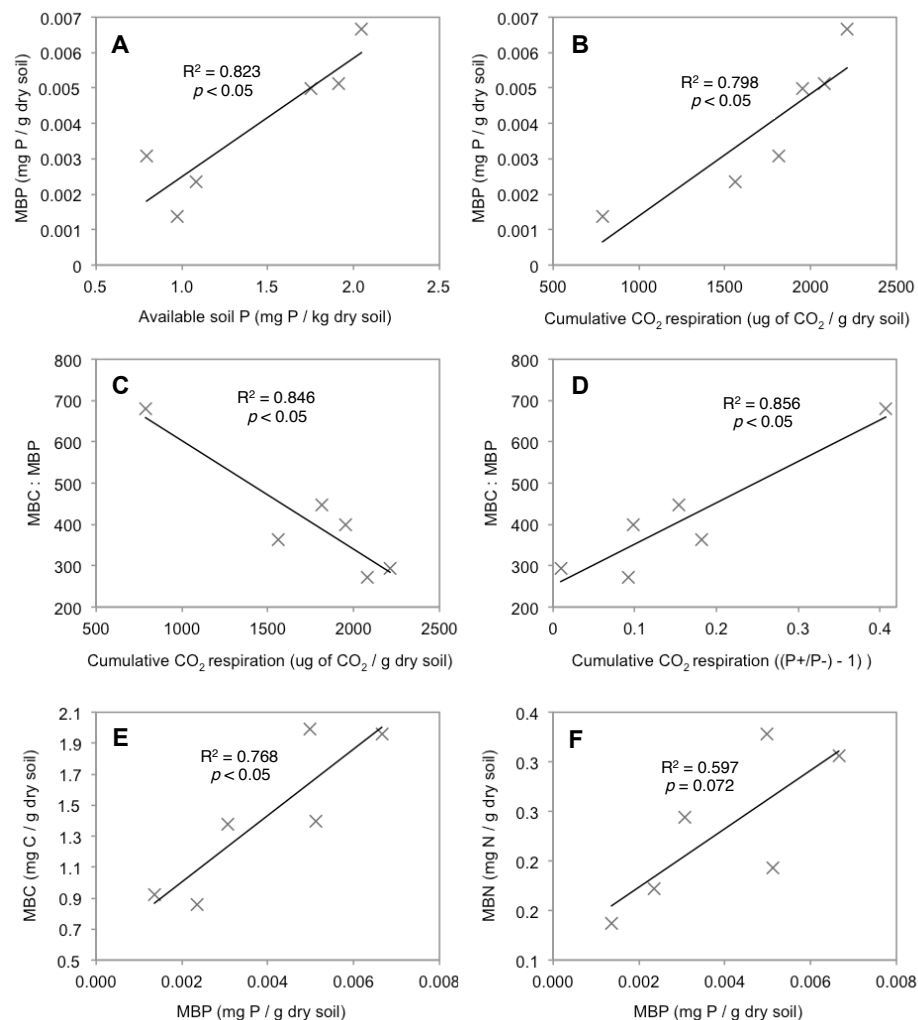 A
R² = 0.823
p < 0.05
MBP (mg P / g dry soil)
0.007
0.006
0.005
0.004
0.003
0.002
0.001
0
0.5 1.0 1.5 2.0 2.5
Available soil P (mg P / kg dry soil)
B
R² = 0.798
p < 0.05
MBP (mg P / g dry soil)
0.007
0.006
0.005
0.004
0.003
0.002
0.001
0
500 1000 1500 2000 2500
Cumulative CO₂ respiration (ug of CO₂ / g dry soil)
C
R² = 0.846
p < 0.05
MBC : MBP
800
700
600
500
400
300
200
500 1000 1500 2000 2500
Cumulative CO₂ respiration (ug of CO₂ / g dry soil)
D
R² = 0.856
p < 0.05
MBC : MBP
800
700
600
500
400
300
200
0 0.1 0.2 0.3 0.4
Cumulative CO₂ respiration ((P+/P-) - 1) )
E
R² = 0.768
p < 0.05
MBC (mg C / g dry soil)
2.1
1.9
1.7
1.5
1.3
1.1
0.9
0.7
0.5
0.000 0.002 0.004 0.006 0.008
MBP (mg P / g dry soil)
F
R² = 0.597
p = 0.072
MBN (mg N / g dry soil)
0.4
0.3
0.3
0.2
0.2
0.1
0.000 0.002 0.004 0.006 0.008
MBP (mg P / g dry soil)